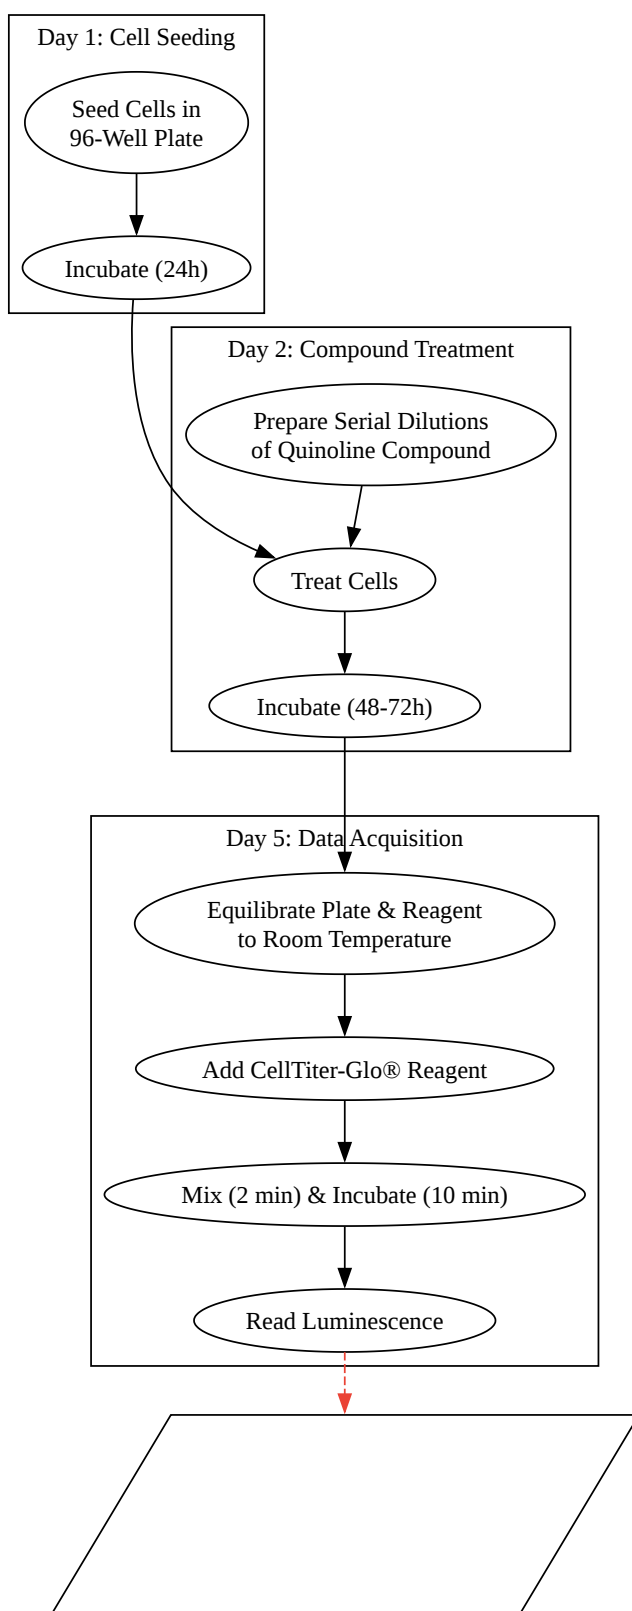 Day 1: Cell Seeding
Seed Cells in
96-Well Plate
Incubate (24h)
Day 2: Compound Treatment
Prepare Serial Dilutions
of Quinoline Compound
Treat Cells
Incubate (48-72h)
Day 5: Data Acquisition
Equilibrate Plate & Reagent
to Room Temperature
Add CellTiter-Glo® Reagent
Mix (2 min) & Incubate (10 min)
Read Luminescence